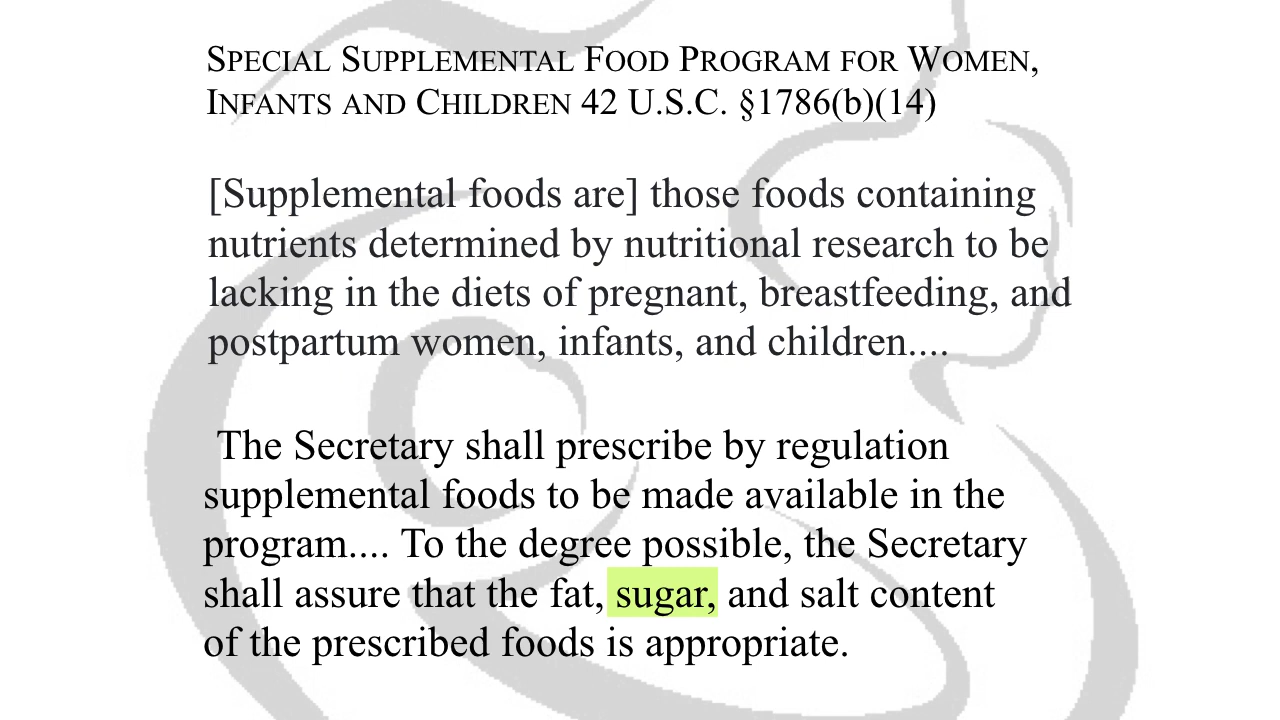 SPECIAL SUPPLEMENTAL FOOD PROGRAM FOR WOMEN,
INFANTS AND CHILDREN 42 U.S.C. §1786(b)(14)
[Supplemental foods are] those foods containing
nutrients determined by nutritional research to be
lacking in the diets of pregnant, breastfeeding, and
postpartum women, infants, and children....
The Secretary shall prescribe by regulation
supplemental foods to be made available in the
program.... To the degree possible, the Secretary
shall assure that the fat, sugar, and salt content
of the prescribed foods is appropriate.